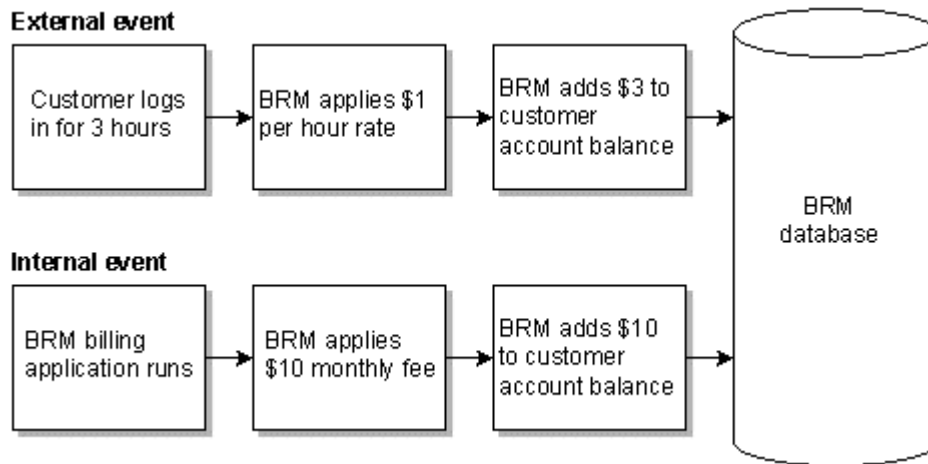 External event
Customer logs
in for 3 hours
BRM applies $1
per hour rate
BRM adds $3 to
customer
account balance
BRM
database
Internal event
BRM billing
application runs
BRM applies
$10 monthly fee
BRM adds $10
to customer
account balance